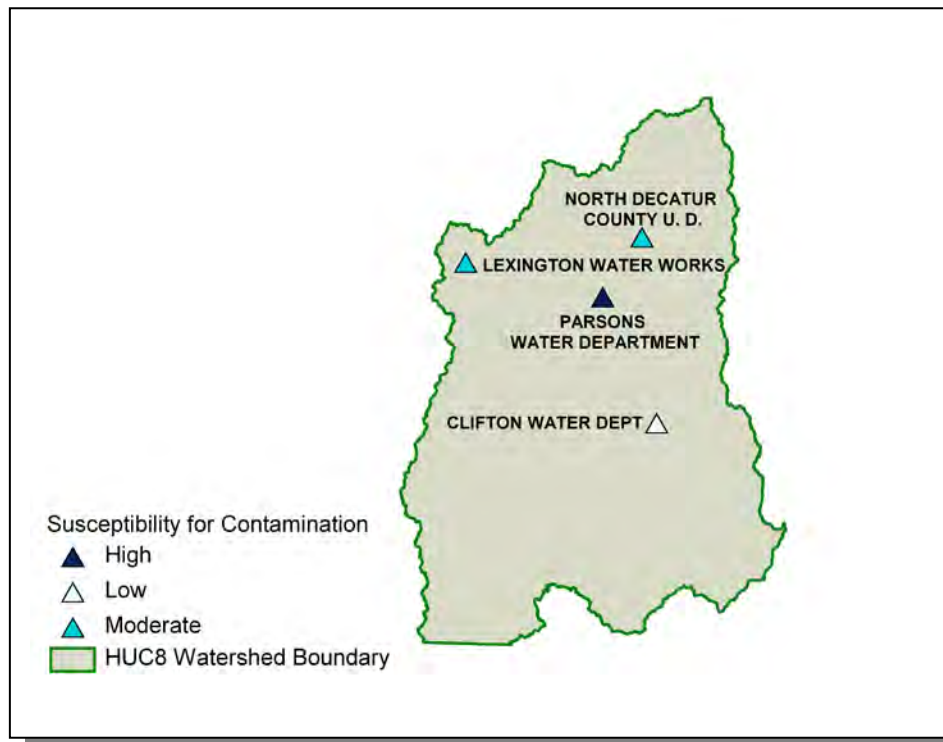 NORTH DECATUR
COUNTY U. D.
LEXINGTON WATER WORKS
PARSONS
WATER DEPARTMENT
CLIFTON WATER DEPT
Susceptibility for Contamination
High
Low
Moderate
HUC8 Watershed Boundary